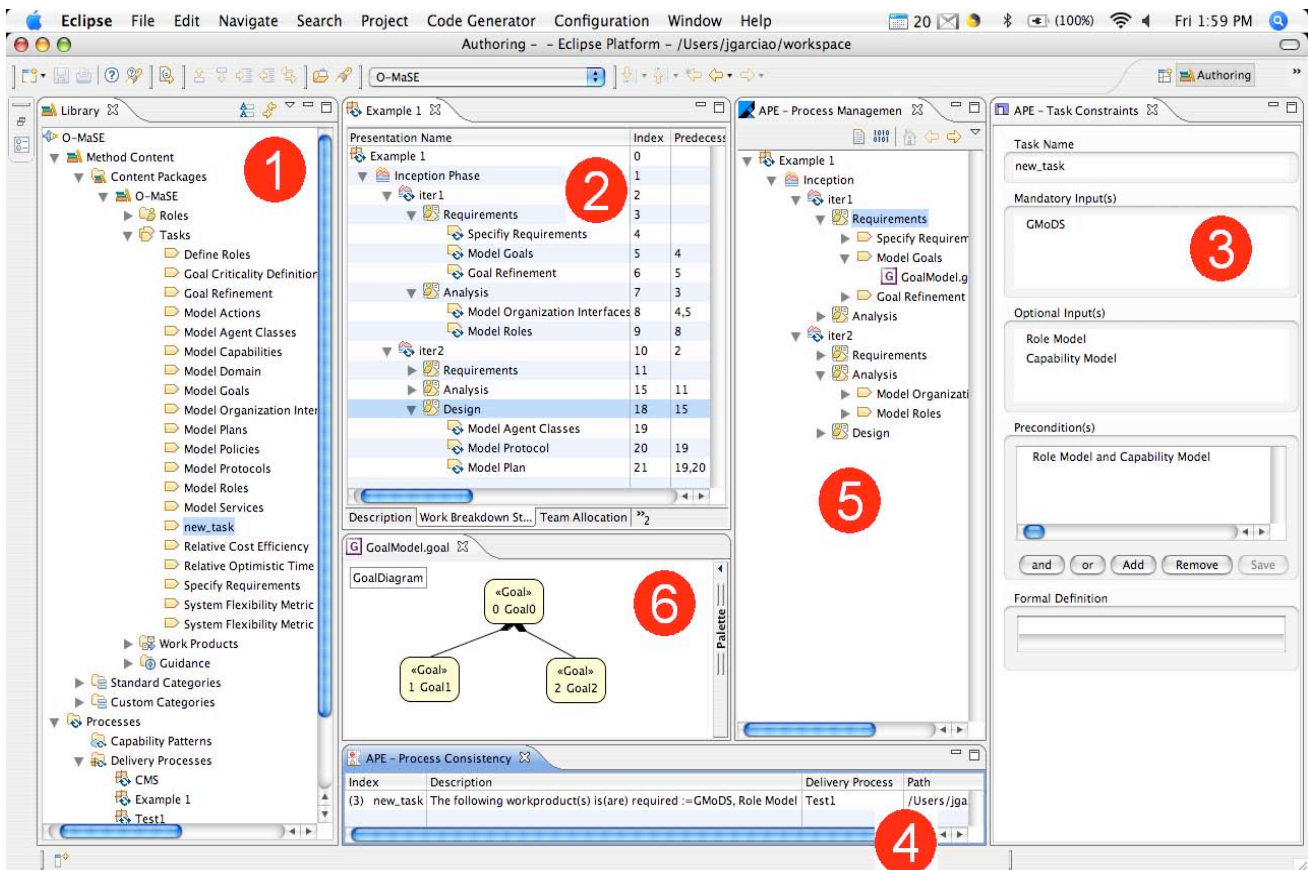 Eclipse File Edit Navigate Search Project Code Generator Configuration Window Help 20 (100%) Fri 1:59 PM
Authoring - - Eclipse Platform - /Users/jgarciao/workspace
O-MaSE
Authoring »
Library
O-MaSE
Method Content
Content Packages
O-MaSE
Roles
Tasks
Define Roles
Goal Criticality Definition
Goal Refinement
Model Actions
Model Agent Classes
Model Capabilities
Model Domain
Model Goals
Model Organization Inter
Model Plans
Model Policies
Model Protocols
Model Roles
Model Services
new_task
Relative Cost Efficiency
Relative Optimistic Time
Specify Requirements
System Flexibility Metric
System Flexibility Metric
Work Products
Guidance
Standard Categories
Custom Categories
Processes
Capability Patterns
Delivery Processes
CMS
Example 1
Test1
1
Example 1
Presentation Name Index Predecess
Example 1 0
Inception Phase 1
iter1 2
Requirements 3
Specifiy Requirements 4
Model Goals 5 4
Goal Refinement 6 5
Analysis 7 3
Model Organization Interfaces 8 4,5
Model Roles 9 8
iter2 10 2
Requirements 11
Analysis 15 11
Design 18 15
Model Agent Classes 19
Model Protocol 20 19
Model Plan 21 19,20
2
Description Work Breakdown St... Team Allocation »2
GoalModel.goal
GoalDiagram
«Goal»
0 Goal0
«Goal»
1 Goal1
«Goal»
2 Goal2
Palette
6
APE - Process Consistency
Index Description Delivery Process Path
(3) new_task The following workproduct(s) is(are) required :=GMoDS, Role Model Test1 /Users/jga
4
APE - Process Managemen
Example 1
Inception
iter1
Requirements
Specify Requirem
Model Goals
GoalModel.g
Goal Refinement
Analysis
iter2
Requirements
Analysis
Model Organizati
Model Roles
Design
5
APE - Task Constraints
Task Name
new_task
Mandatory Input(s)
GMoDS
3
Optional Input(s)
Role Model
Capability Model
Precondition(s)
Role Model and Capability Model
and or Add Remove Save
Formal Definition